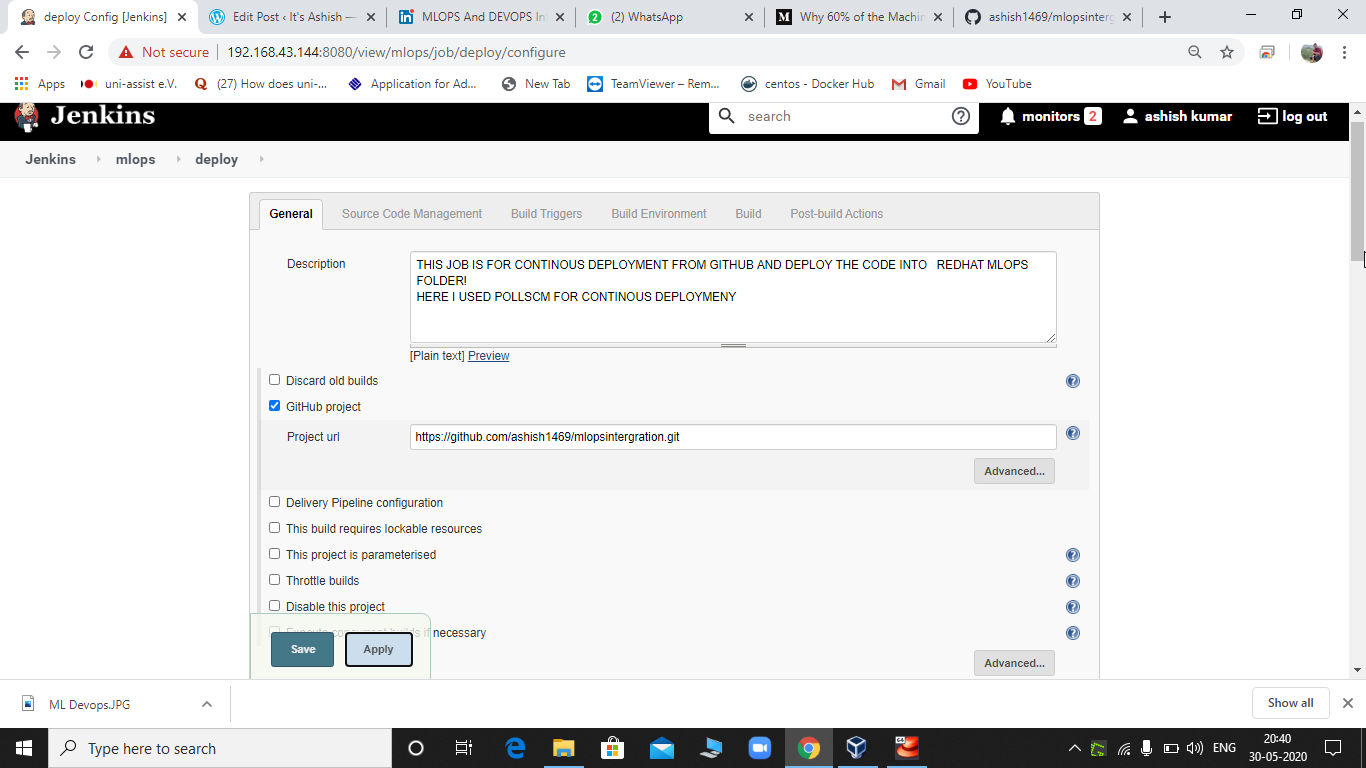 deploy Config [Jenkins]
Edit Post ‹ It's Ashish —
MLOPS And DEVOPS In
(2) WhatsApp
Why 60% of the Machin
ashish1469/mlopsinterg
Not secure
192.168.43.144:8080/view/mlops/job/deploy/configure
Apps
uni-assist e.V.
(27) How does uni-...
Application for Ad...
New Tab
TeamViewer – Rem...
centos - Docker Hub
Gmail
YouTube
Jenkins
search
monitors 2
ashish kumar
log out
Jenkins
mlops
deploy
General
Source Code Management
Build Triggers
Build Environment
Build
Post-build Actions
Description
THIS JOB IS FOR CONTINOUS DEPLOYMENT FROM GITHUB AND DEPLOY THE CODE INTO   REDHAT MLOPS
FOLDER!
HERE I USED POLLSCM FOR CONTINOUS DEPLOYMENY
[Plain text] Preview
Discard old builds
GitHub project
Project url
https://github.com/ashish1469/mlopsintergration.git
Advanced...
Delivery Pipeline configuration
This build requires lockable resources
This project is parameterised
Throttle builds
Disable this project
Execute concurrent builds if necessary
Save
Apply
Advanced...
ML Devops.JPG
Show all
Type here to search
ENG
20:40
30-05-2020